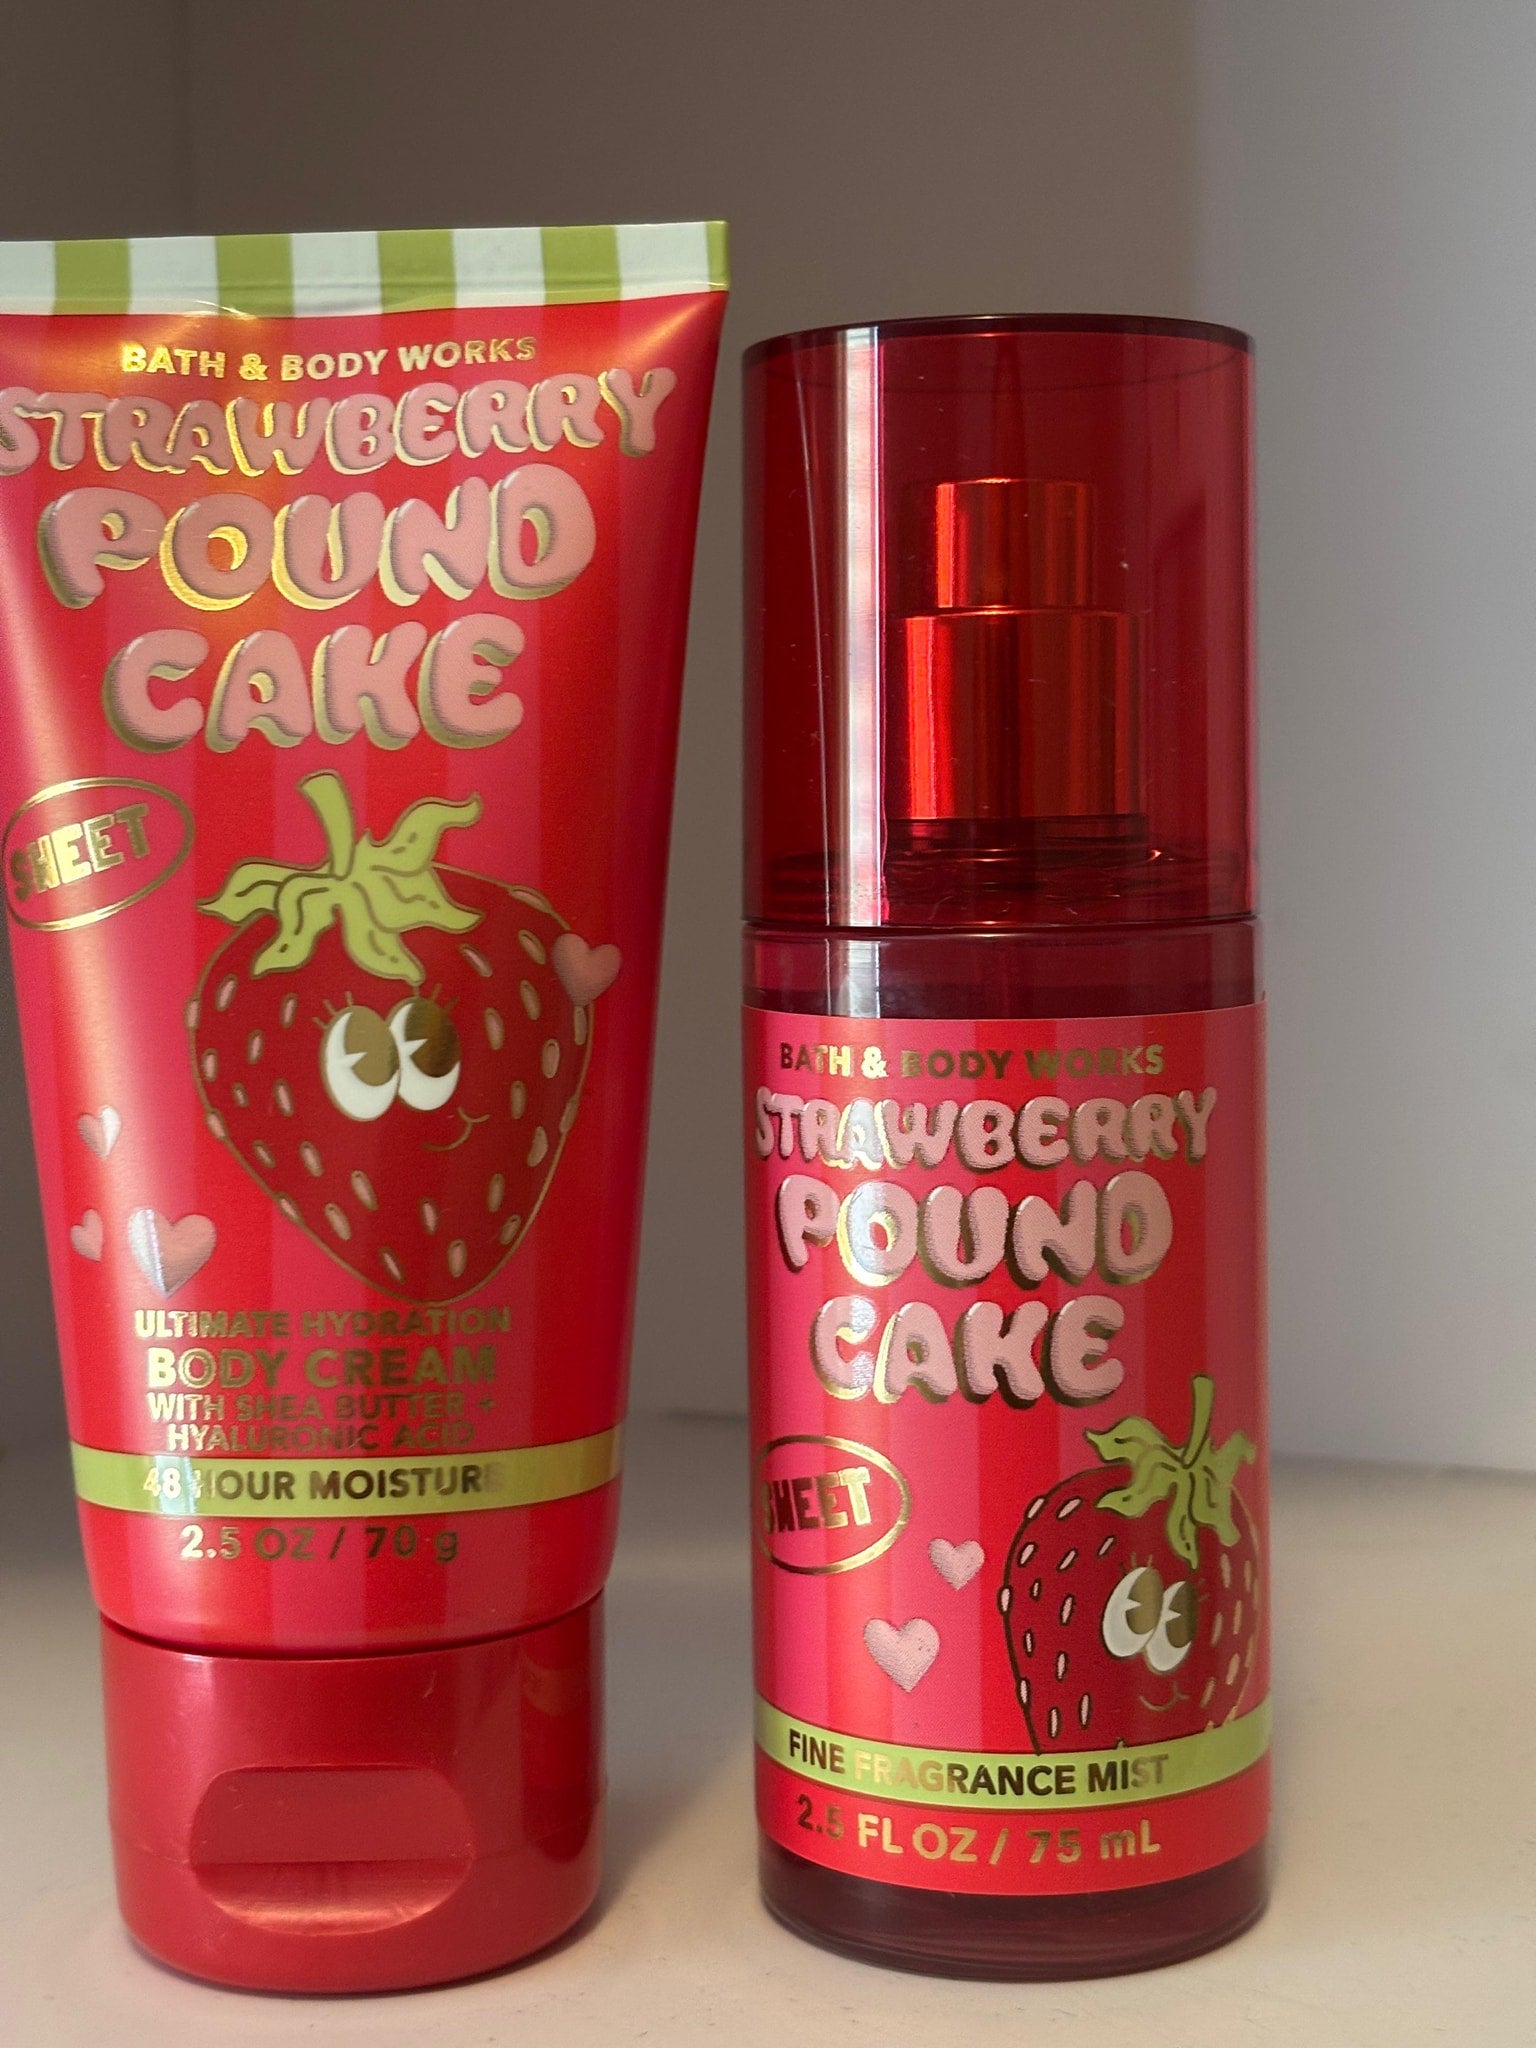 BATH & BODY WORKS
STRAWBERRY
POUND
CAKE
SWEET
ULTIMATE HYDRATION
BODY CREAM
WITH SHEA BUTTER +
HYALURONIC ACID
48 HOUR MOISTURE
2.5 OZ / 70 g
BATH & BODY WORKS
STRAWBERRY
POUND
CAKE
SWEET
FINE FRAGRANCE MIST
2.5 FL OZ / 75 mL